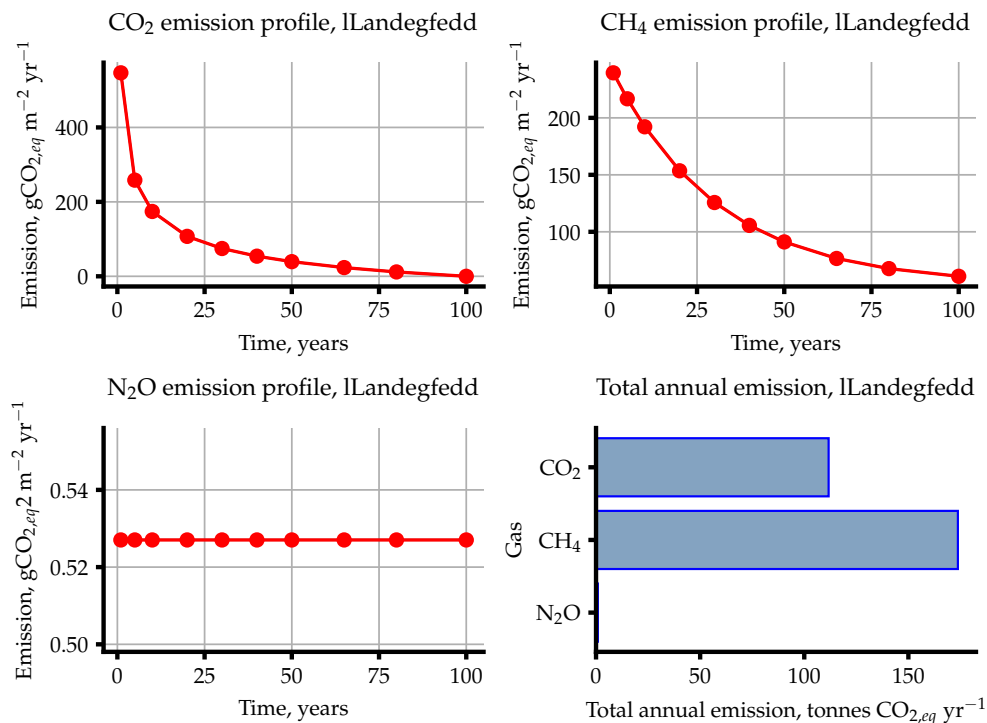 CO₂ emission profile, lLandegfedd
Emission, gCO₂,eq m⁻² yr⁻¹
400
200
0
0 25 50 75 100
Time, years
CH₄ emission profile, lLandegfedd
Emission, gCO₂,eq m⁻² yr⁻¹
200
150
100
0 25 50 75 100
Time, years
N₂O emission profile, lLandegfedd
Emission, gCO₂,eq2 m⁻² yr⁻¹
0.54
0.52
0.50
0 25 50 75 100
Time, years
Total annual emission, lLandegfedd
Gas
CO₂
CH₄
N₂O
0 50 100 150
Total annual emission, tonnes CO₂,eq yr⁻¹